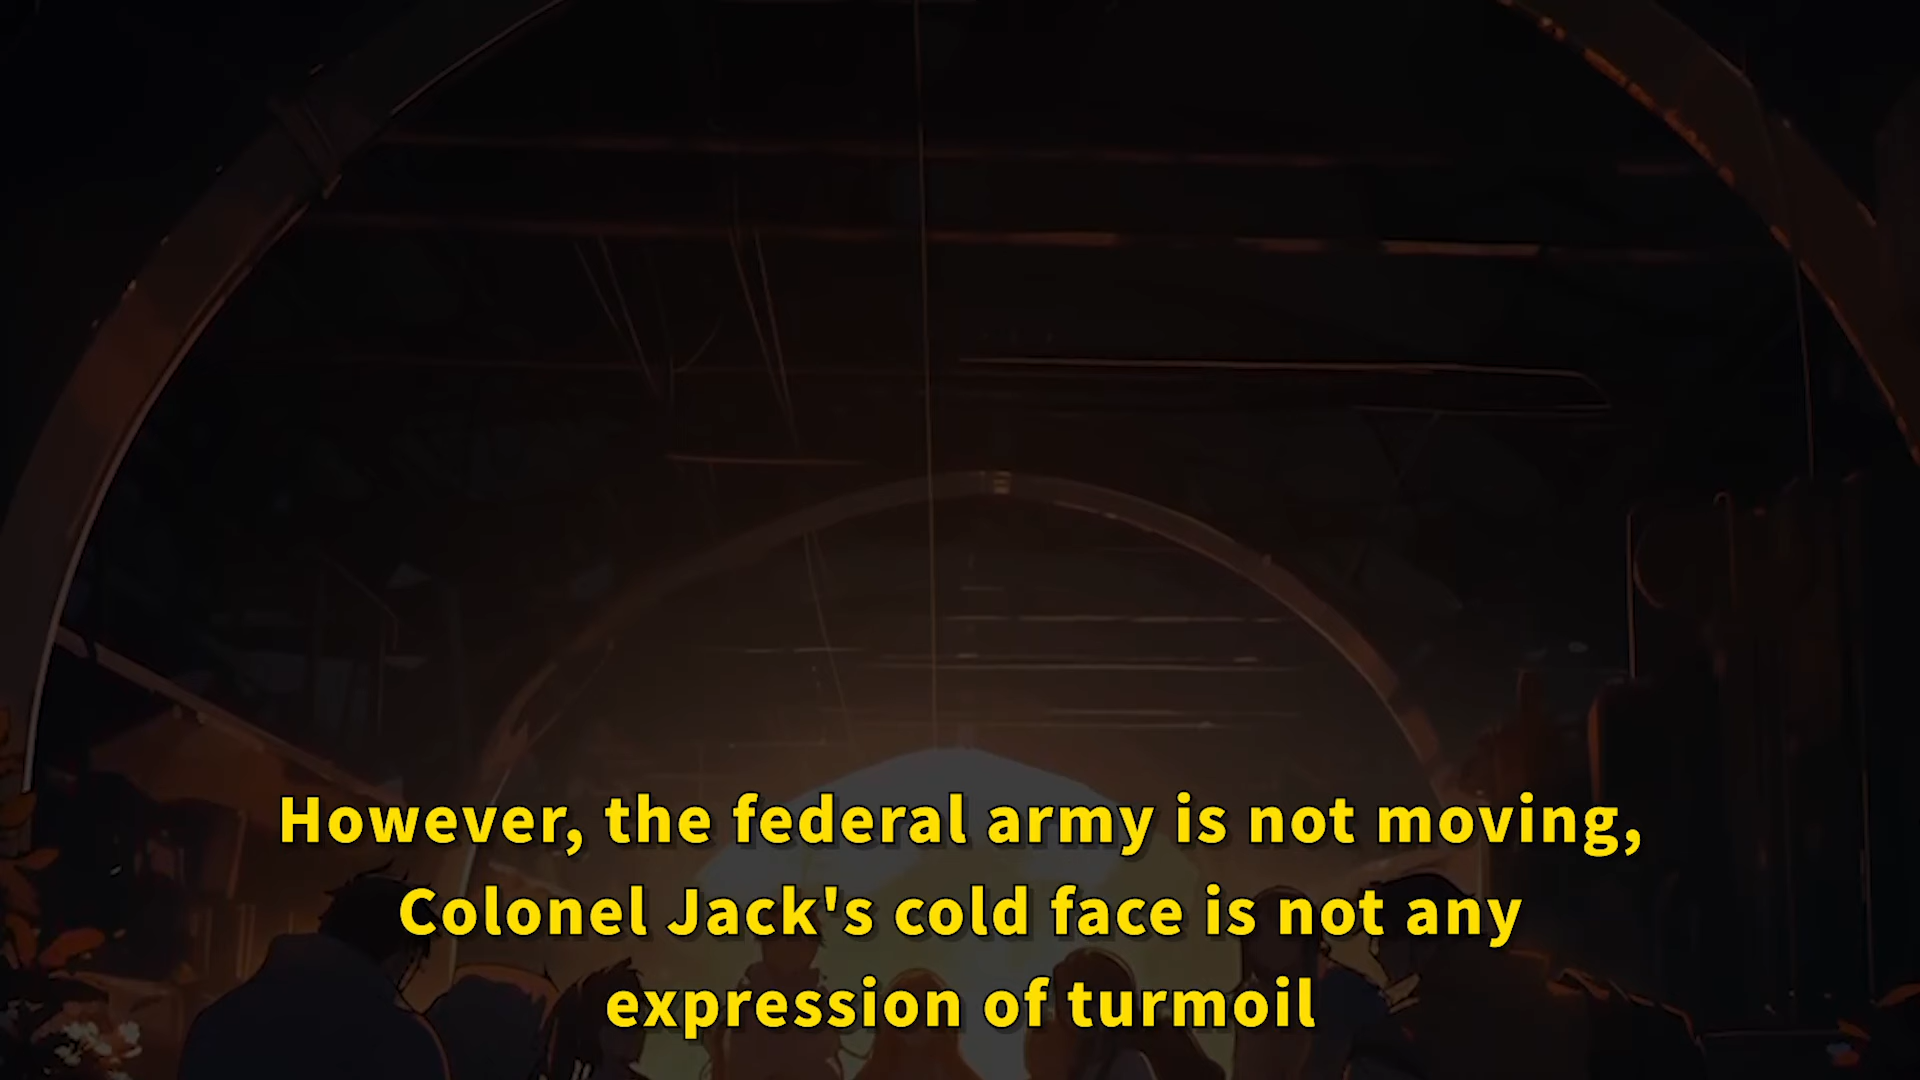 However, the federal army is not moving,
Colonel Jack's cold face is not any
expression of turmoil